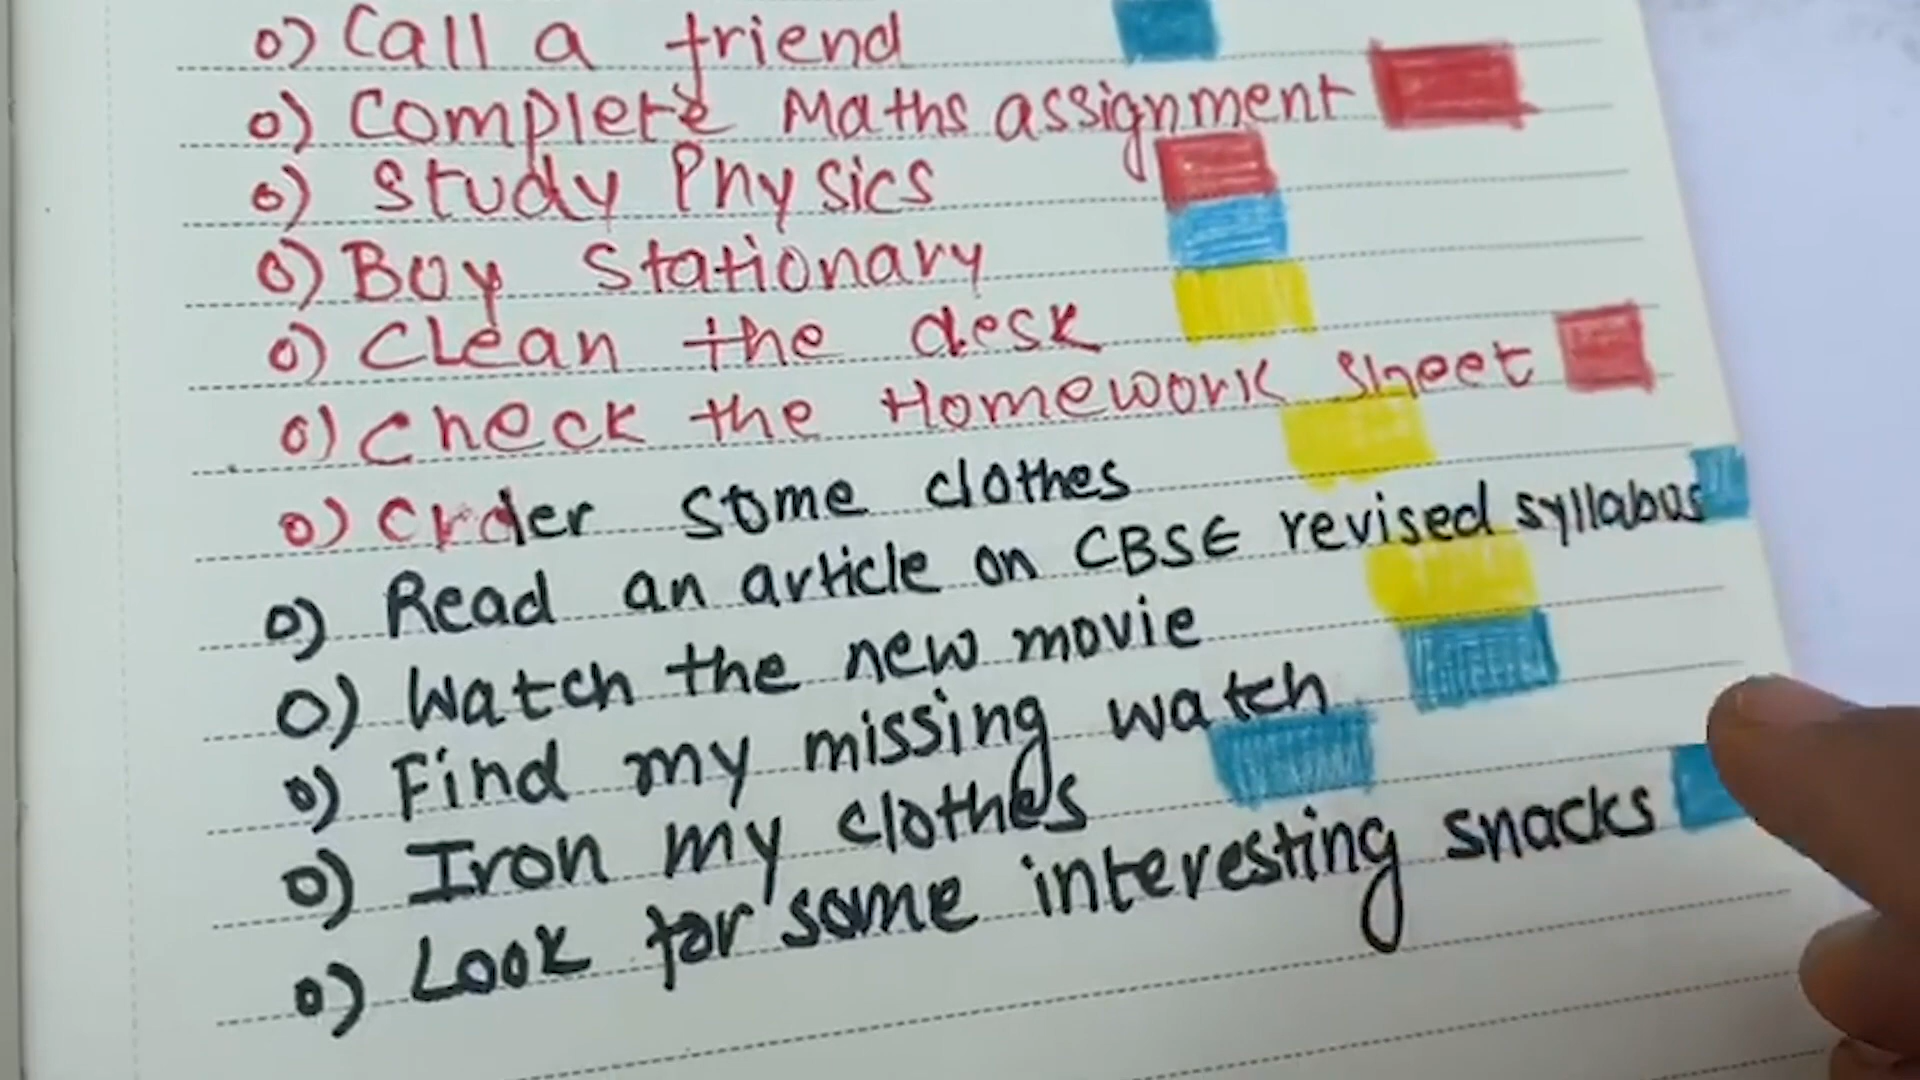 o) Call a friend
o) Complete Maths assignment
o) Study Physics
o) Boy Stationary
o) Clean the desk
o) Check the Homework Sheet
o) Order some clothes
o) Read an article on CBSE revised syllabus
o) Watch the new movie
o) Find my missing watch
o) Iron my clothes
o) Look for some interesting snacks